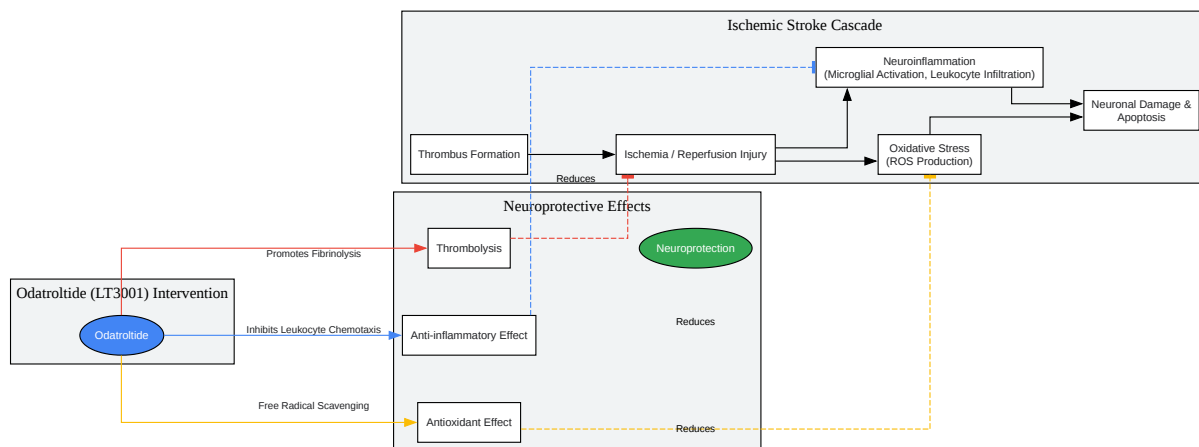 Ischemic Stroke Cascade
Neuroinflammation
(Microglial Activation, Leukocyte Infiltration)
Neuronal Damage &
Apoptosis
Thrombus Formation
Ischemia / Reperfusion Injury
Oxidative Stress
(ROS Production)
Reduces
Neuroprotective Effects
Thrombolysis
Neuroprotection
Promotes Fibrinolysis
Odatroltide (LT3001) Intervention
Odatroltide
Inhibits Leukocyte Chemotaxis
Anti-inflammatory Effect
Reduces
Free Radical Scavenging
Antioxidant Effect
Reduces